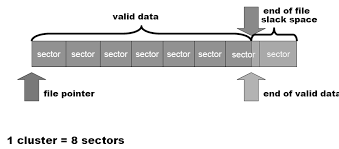 valid data
end of file
slack space
sector sector sector sector sector sector sector sector
file pointer
end of valid data
1 cluster = 8 sectors